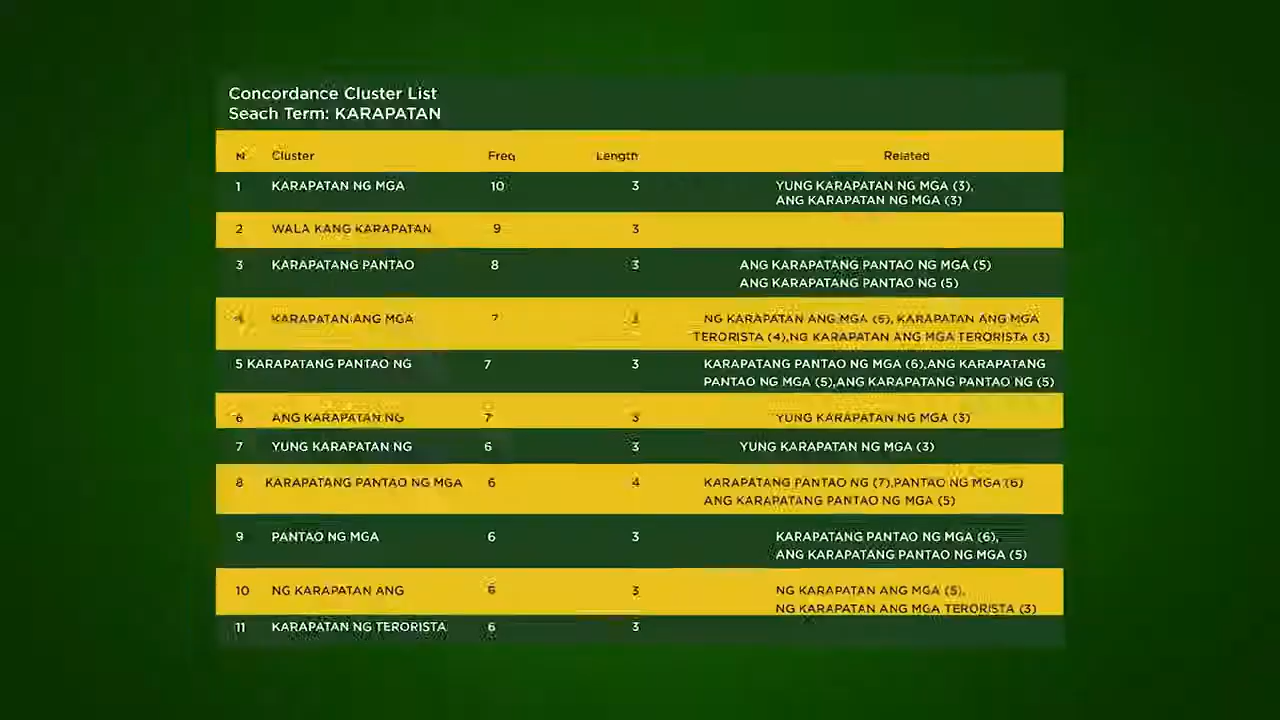 Concordance Cluster List
Seach Term: KARAPATAN
N Cluster Freq Length Related
1 KARAPATAN NG MGA 10 3 YUNG KARAPATAN NG MGA (3),
ANG KARAPATAN NG MGA (3)
2 WALA KANG KARAPATAN 9 3
3 KARAPATANG PANTAO 8 3 ANG KARAPATANG PANTAO NG MGA (5)
ANG KARAPATANG PANTAO NG (5)
4 KARAPATAN ANG MGA 7 3 NG KARAPATAN ANG MGA (5), KARAPATAN ANG MGA
TERORISTA (4),NG KARAPATAN ANG MGA TERORISTA (3)
5 KARAPATANG PANTAO NG 7 3 KARAPATANG PANTAO NG MGA (6),ANG KARAPATANG
PANTAO NG MGA (5),ANG KARAPATANG PANTAO NG (5)
6 ANG KARAPATAN NG 7 3 YUNG KARAPATAN NG MGA (3)
7 YUNG KARAPATAN NG 6 3 YUNG KARAPATAN NG MGA (3)
8 KARAPATANG PANTAO NG MGA 6 4 KARAPATANG PANTAO NG (7),PANTAO NG MGA (6)
ANG KARAPATANG PANTAO NG MGA (5)
9 PANTAO NG MGA 6 3 KARAPATANG PANTAO NG MGA (6),
ANG KARAPATANG PANTAO NG MGA (5)
10 NG KARAPATAN ANG 6 3 NG KARAPATAN ANG MGA (5),
NG KARAPATAN ANG MGA TERORISTA (3)
11 KARAPATAN NG TERORISTA 6 3